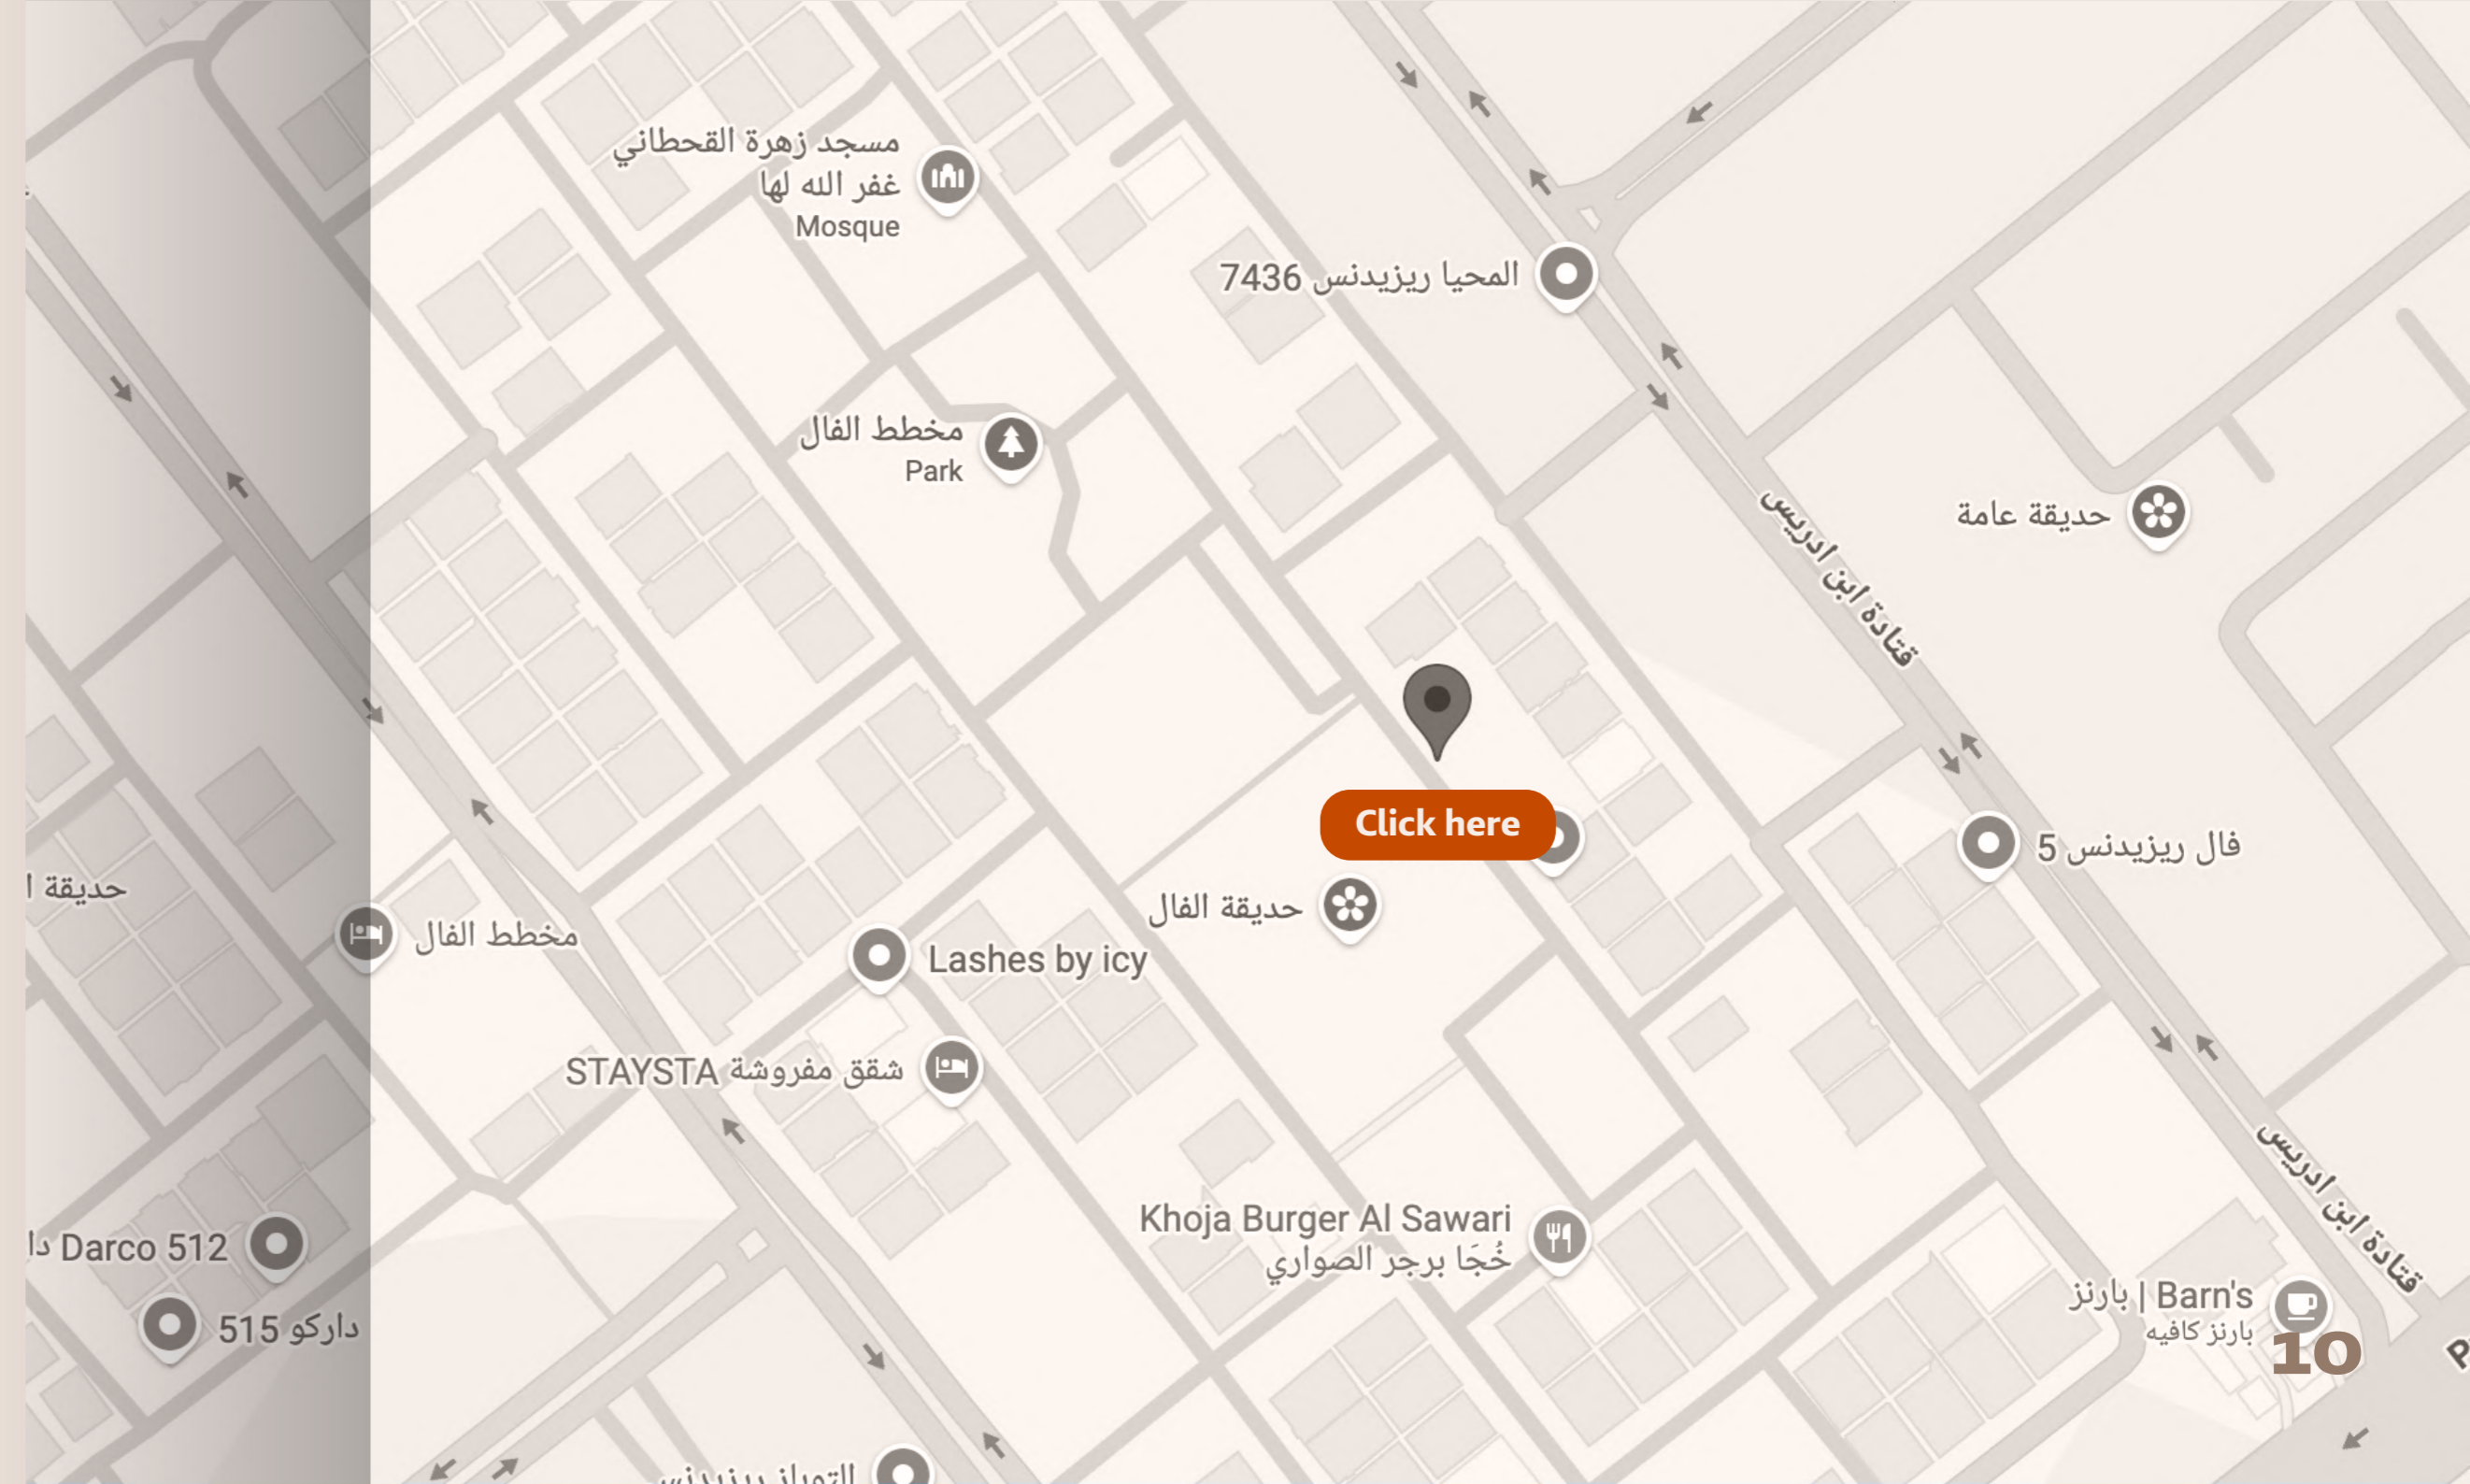 مسجد زهرة القحطاني
غفر الله لها
Mosque
المحيا ريزيدنس 7436
مخطط الفال
Park
حديقة عامة
قتادة ابن ادريس
Click here
فال ريزيدنس 5
حديقة
حديقة الفال
مخطط الفال
Lashes by icy
شقق مفروشة STAYSTA
قتادة ابن ادريس
Khoja Burger Al Sawari
خُجَا برجر الصواري
Darco 512
داركو 515
Barn's | بارنز
بارنز كافيه
10